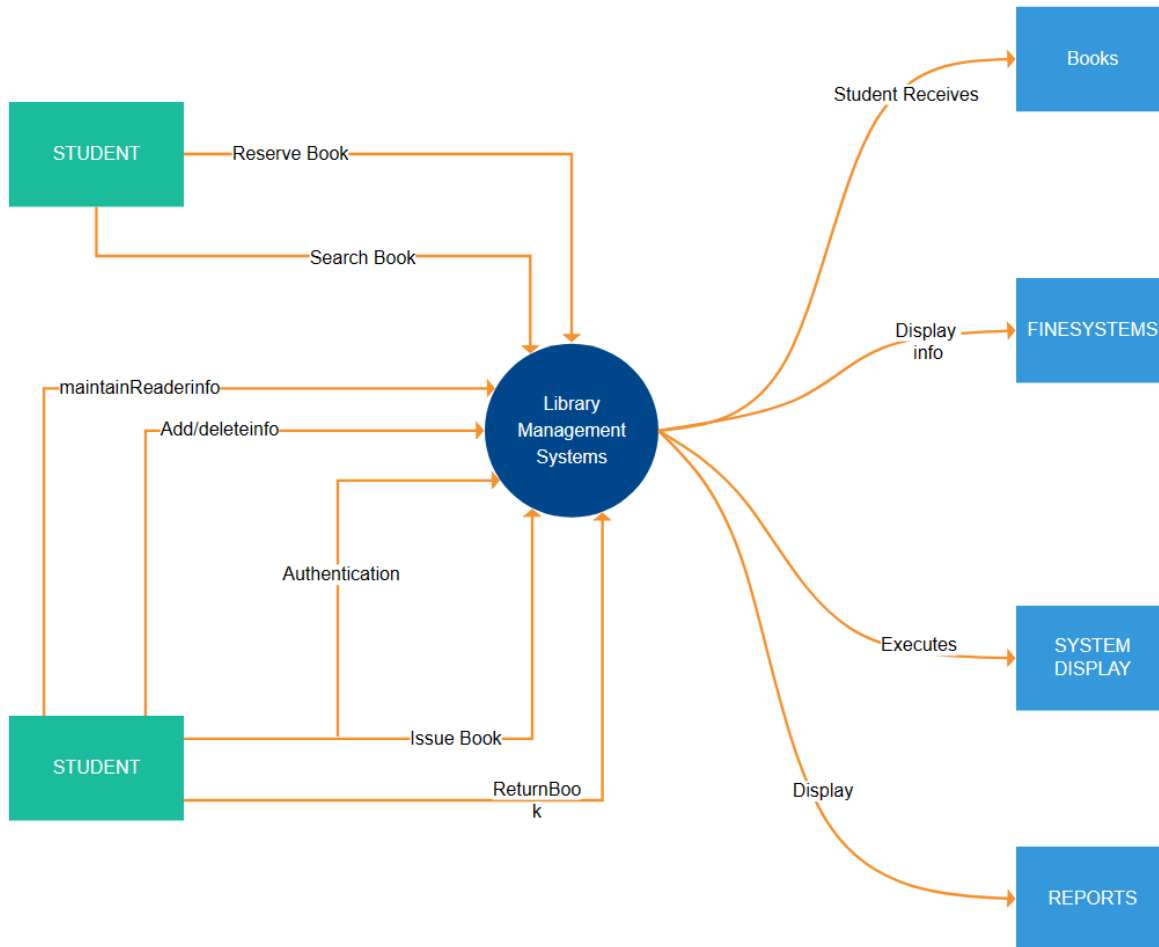 Books
Student Receives
STUDENT
Reserve Book
Search Book
FINESYSTEMS
Display
info
maintainReaderinfo
Library
Management
Systems
Add/deleteinfo
Authentication
Executes
SYSTEM
DISPLAY
STUDENT
Issue Book
ReturnBoo
k
Display
REPORTS